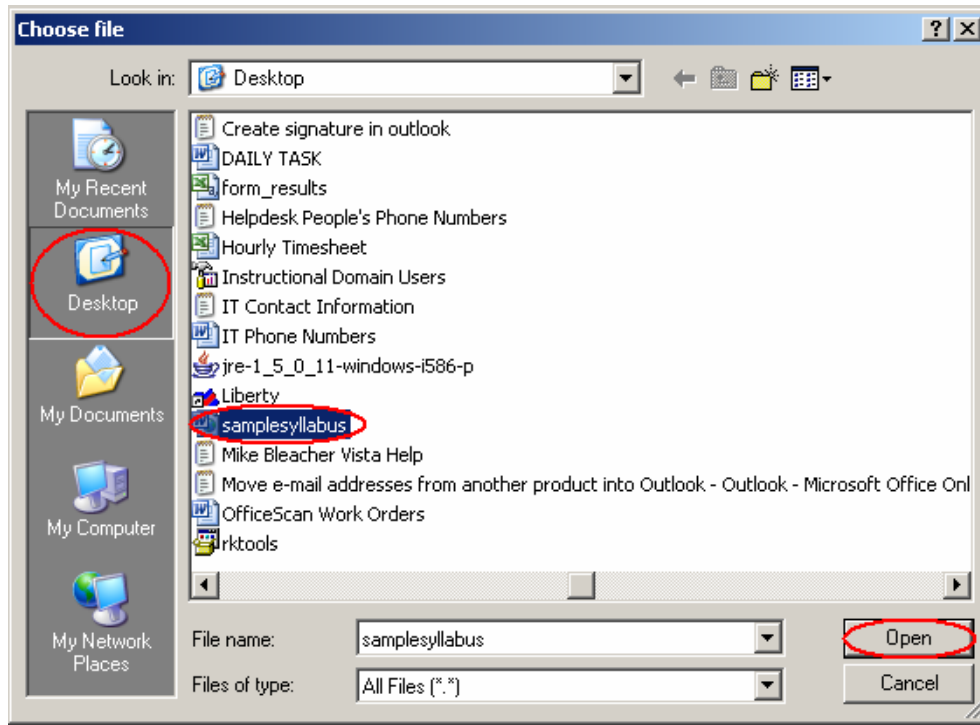 Choose file
Look in:
Desktop
My Recent
Documents
Desktop
My Documents
My Computer
My Network
Places
Create signature in outlook
DAILY TASK
form_results
Helpdesk People's Phone Numbers
Hourly Timesheet
Instructional Domain Users
IT Contact Information
IT Phone Numbers
jre-1_5_0_11-windows-i586-p
Liberty
samplesyllabus
Mike Bleacher Vista Help
Move e-mail addresses from another product into Outlook - Outlook - Microsoft Office Onl
OfficeScan Work Orders
rktools
File name:
samplesyllabus
Open
Files of type:
All Files (*.*)
Cancel